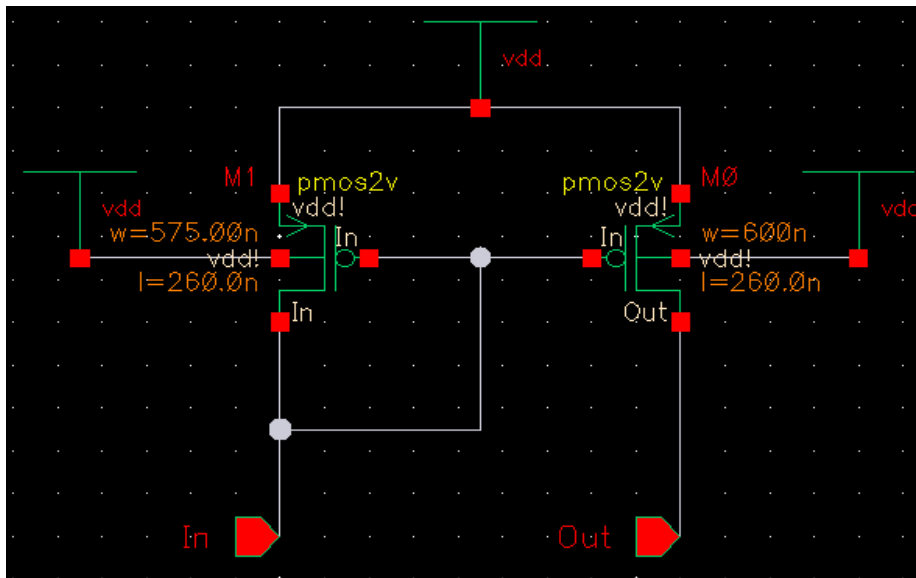 vdd
M1 pmos2v
pmos2v MØ
vdd!
vdd!
vdd
vdd
w=575.ØØn
In
In
w=6ØØn
vdd!
vdd!
l=26Ø.Øn
l=26Ø.Øn
In
Out
In
Out